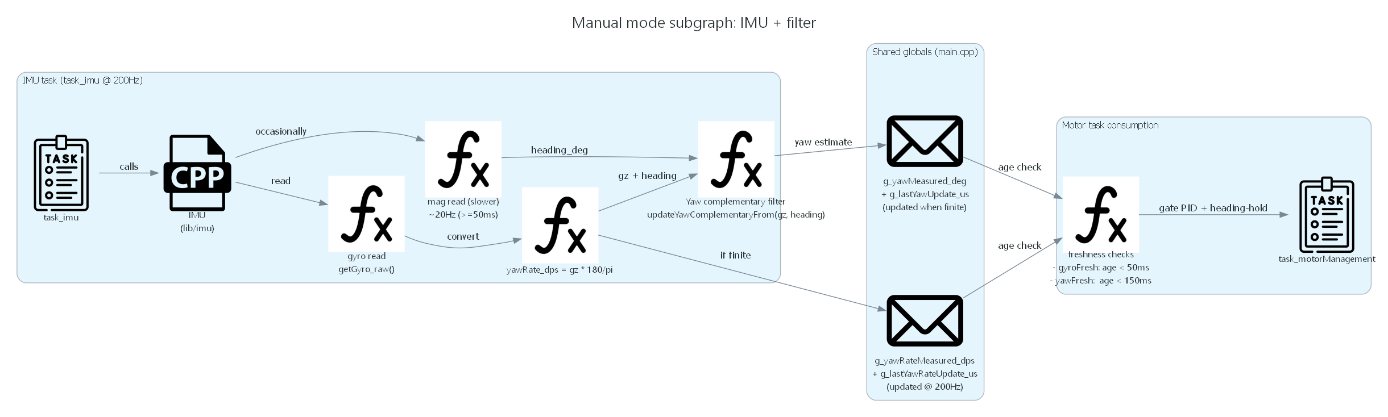 Manual mode subgraph: IMU + filter
IMU task (task_imu @ 200Hz)
TASK
task_imu
calls
CPP
IMU
(lib/imu)
occasionally
read
mag read (slower)
~20Hz (>=50ms)
gyro read
getGyro_raw()
convert
yawRate_dps = gz * 180/pi
heading_deg
gz + heading
Yaw complementary filter
updateYawComplementaryFrom(gz, heading)
if finite
yaw estimate
Shared globals (main.cpp)
g_yawMeasured_deg
+ g_lastYawUpdate_us
(updated when finite)
g_yawRateMeasured_dps
+ g_lastYawRateUpdate_us
(updated @ 200Hz)
age check
age check
Motor task consumption
freshness checks
- gyroFresh: age < 50ms
- yawFresh: age < 150ms
gate PID + heading-hold
TASK
task_motorManagement